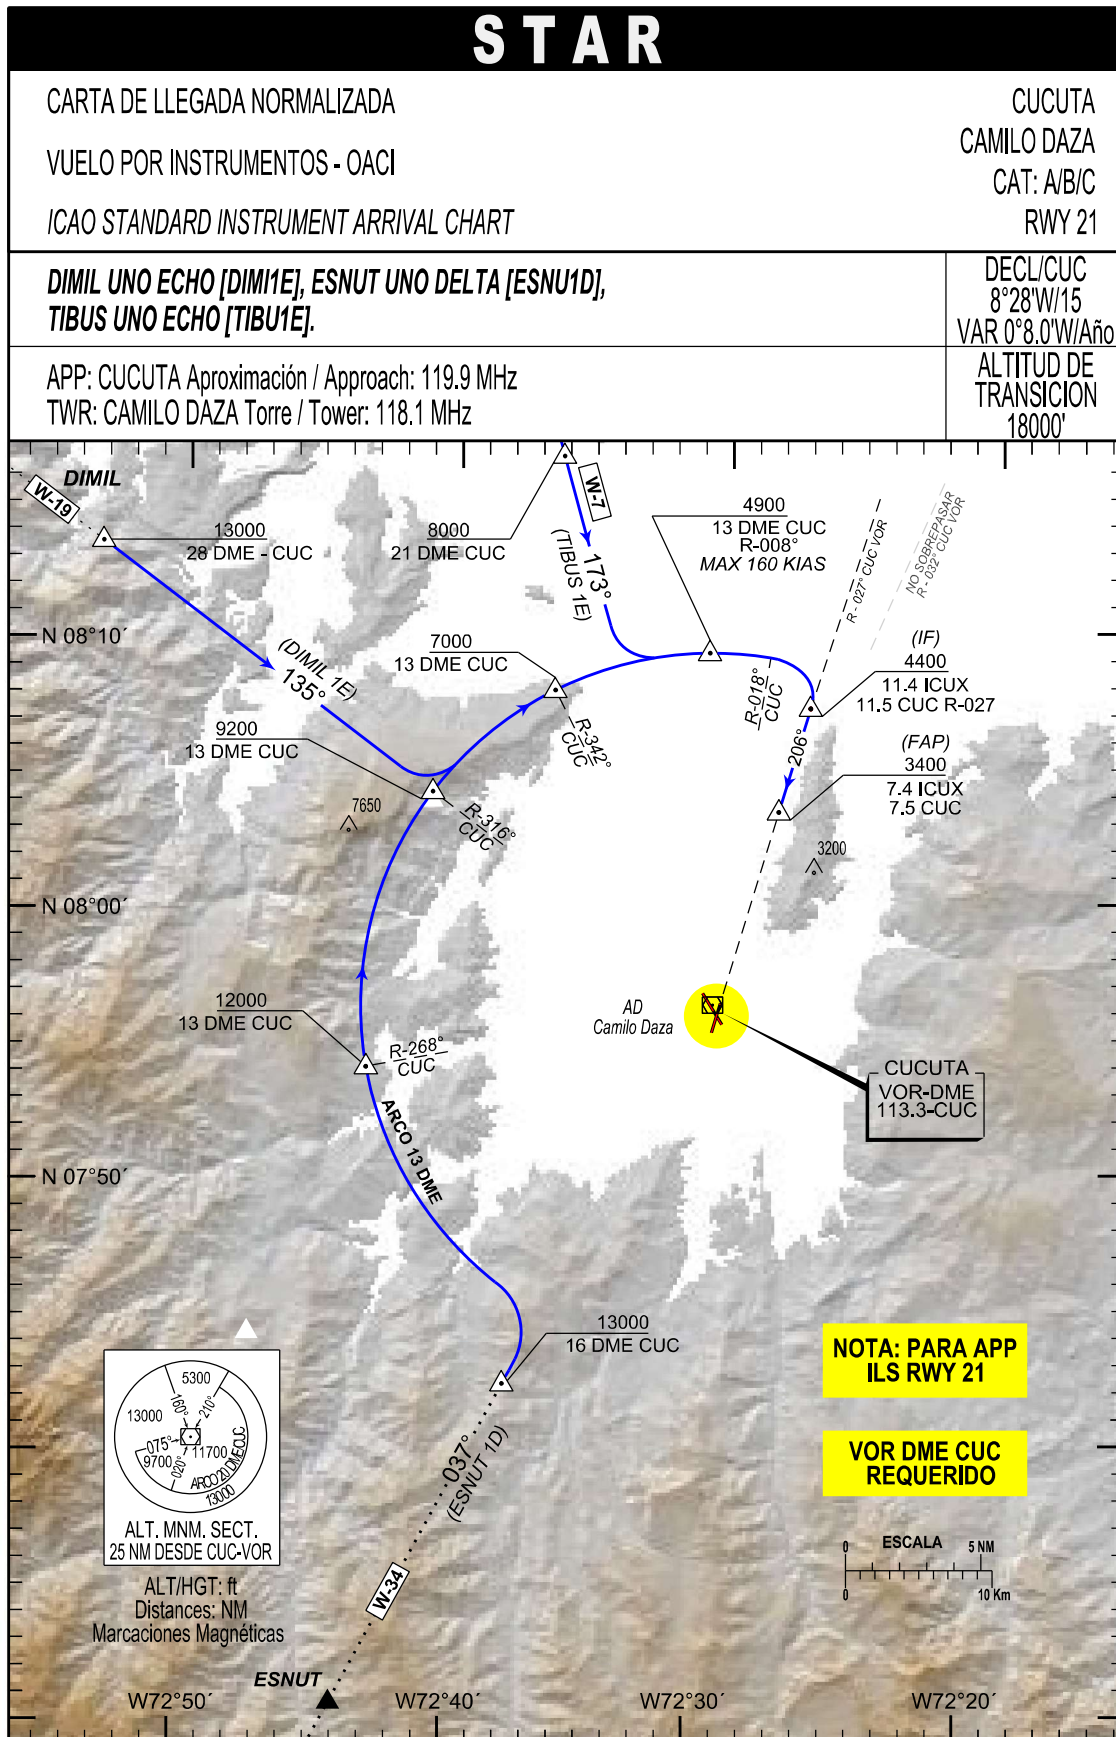 STAR
CARTA DE LLEGADA NORMALIZADA
VUELO POR INSTRUMENTOS - OACI
ICAO STANDARD INSTRUMENT ARRIVAL CHART
CUCUTA
CAMILO DAZA
CAT: A/B/C
RWY 21
DIMIL UNO ECHO [DIMI1E], ESNUT UNO DELTA [ESNU1D],
TIBUS UNO ECHO [TIBU1E].
DECL/CUC
8°28'W/15
VAR 0°8.0'W/Año
APP: CUCUTA Aproximación / Approach: 119.9 MHz
TWR: CAMILO DAZA Torre / Tower: 118.1 MHz
ALTITUD DE
TRANSICION
18000'
DIMIL
W-19
13000
28 DME - CUC
8000
21 DME CUC
W-7
173°
(TIBUS 1E)
4900
13 DME CUC
R-008°
MAX 160 KIAS
R - 027° CUC VOR
NO SOBREPASAR
R - 032° CUC VOR
N 08°10´
(DIMIL 1E)
135°
7000
13 DME CUC
R-342°
CUC
R-018°
CUC
(IF)
4400
11.4 ICUX
11.5 CUC R-027
206°
(FAP)
3400
7.4 ICUX
7.5 CUC
9200
13 DME CUC
R-316°
CUC
7650
3200
N 08°00´
12000
13 DME CUC
R-268°
CUC
AD
Camilo Daza
CUCUTA
VOR-DME
113.3-CUC
ARCO 13 DME
N 07°50´
13000
16 DME CUC
NOTA: PARA APP
ILS RWY 21
VOR DME CUC
REQUERIDO
5300
160°
210°
13000
075°
9700
020°
11700
ARCO 20 DME CUC
13000
ALT. MNM. SECT.
25 NM DESDE CUC-VOR
ALT/HGT: ft
Distances: NM
Marcaciones Magnéticas
037°
(ESNUT 1D)
W-34
ESNUT
0 ESCALA 5 NM
0 10 Km
W72°50´
W72°40´
W72°30´
W72°20´